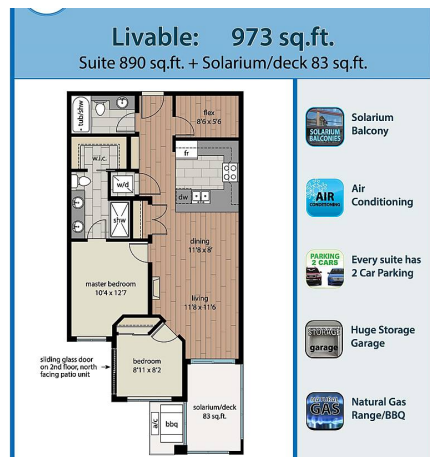 Livable: 973 sq.ft.
Suite 890 sq.ft. + Solarium/deck 83 sq.ft.
tub/shw
flex
8'6 x 5'6
w.i.c.
fr
w/d
dw
shw
dining
11'8 x 8'
master bedroom
10'4 x 12'7
living
11'8 x 11'6
sliding glass door
on 2nd floor, north
facing patio unit
bedroom
8'11 x 8'2
solarium/deck
83 sq.ft.
a/c
bbq
SOLARIUM
BALCONIES
Solarium
Balcony
AIR
CONDITIONING
Air
Conditioning
PARKING
2 CARS
Every suite has
2 Car Parking
STORAGE
garage
Huge Storage
Garage
NATURAL
GAS
Natural Gas
Range/BBQ